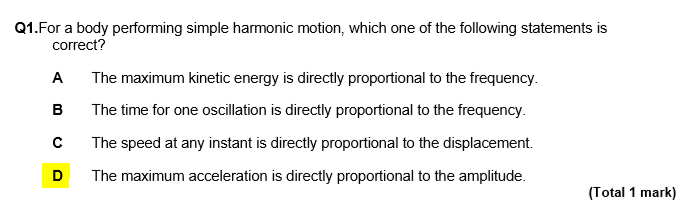 Q1.For a body performing simple harmonic motion, which one of the following statements is
correct?
A The maximum kinetic energy is directly proportional to the frequency.
B The time for one oscillation is directly proportional to the frequency.
C The speed at any instant is directly proportional to the displacement.
D The maximum acceleration is directly proportional to the amplitude.
(Total 1 mark)